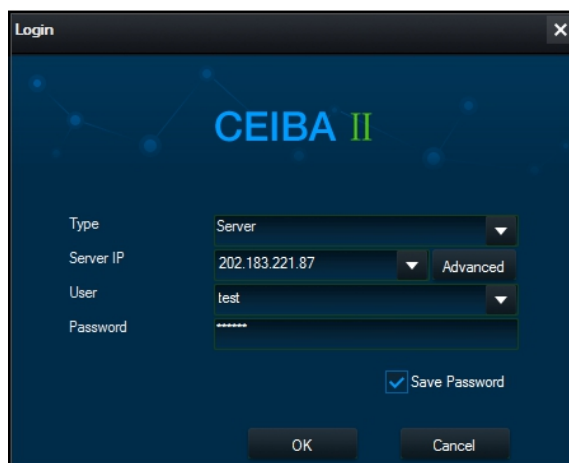 Login
CEIBA II
Type Server
Server IP 202.183.221.87 Advanced
User test
Password ******
Save Password
OK Cancel